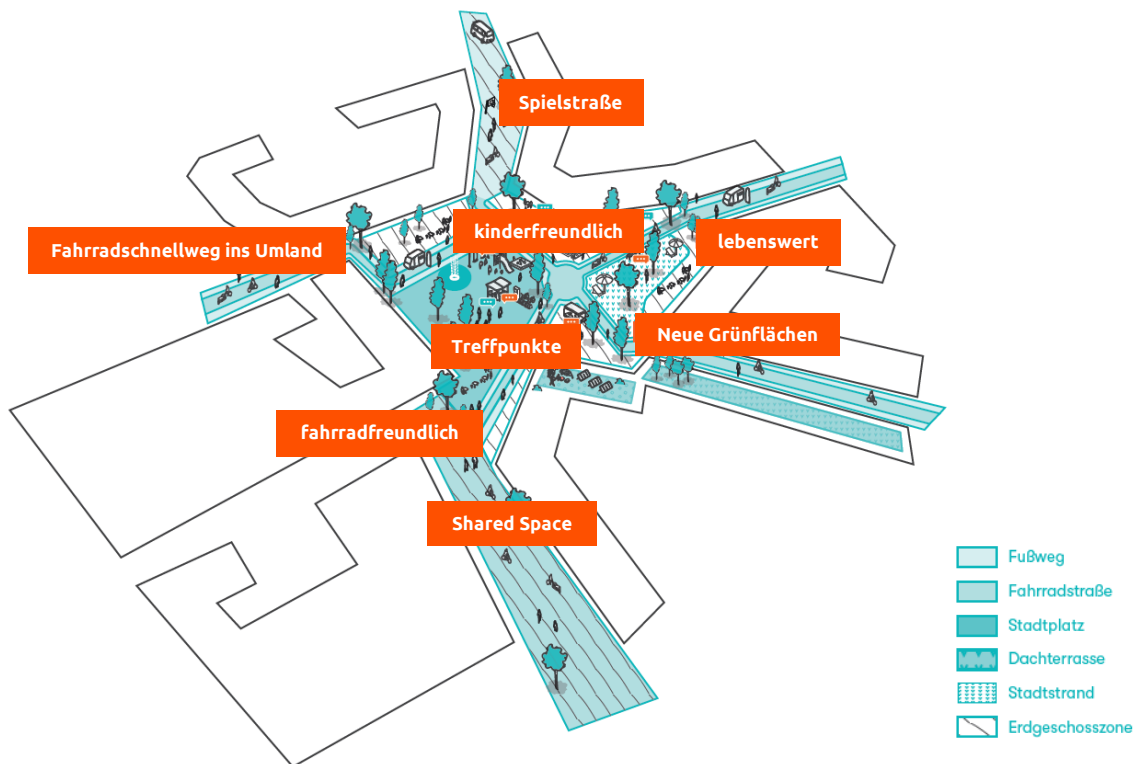 Spielstraße
kinderfreundlich
lebenswert
Fahrradschnellweg ins Umland
Treffpunkte
Neue Grünflächen
fahrradfreundlich
Shared Space
Fußweg
Fahrradstraße
Stadtplatz
Dachterrasse
Stadtstrand
Erdgeschosszone